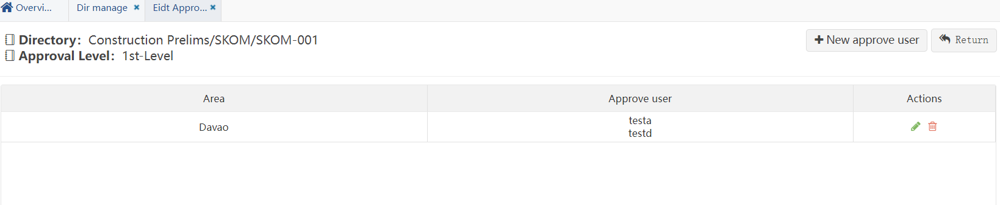 Overvi...
Dir manage
Eidt Appro...
Directory: Construction Prelims/SKOM/SKOM-001
Approval Level: 1st-Level
New approve user
Return
Area
Approve user
Actions
Davao
testa
testd